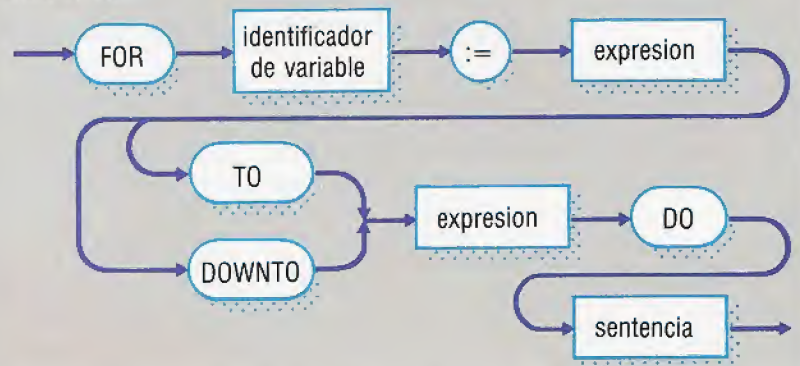 FOR
identificador
de variable
:=
expresion
TO
DOWNTO
expresion
DO
sentencia